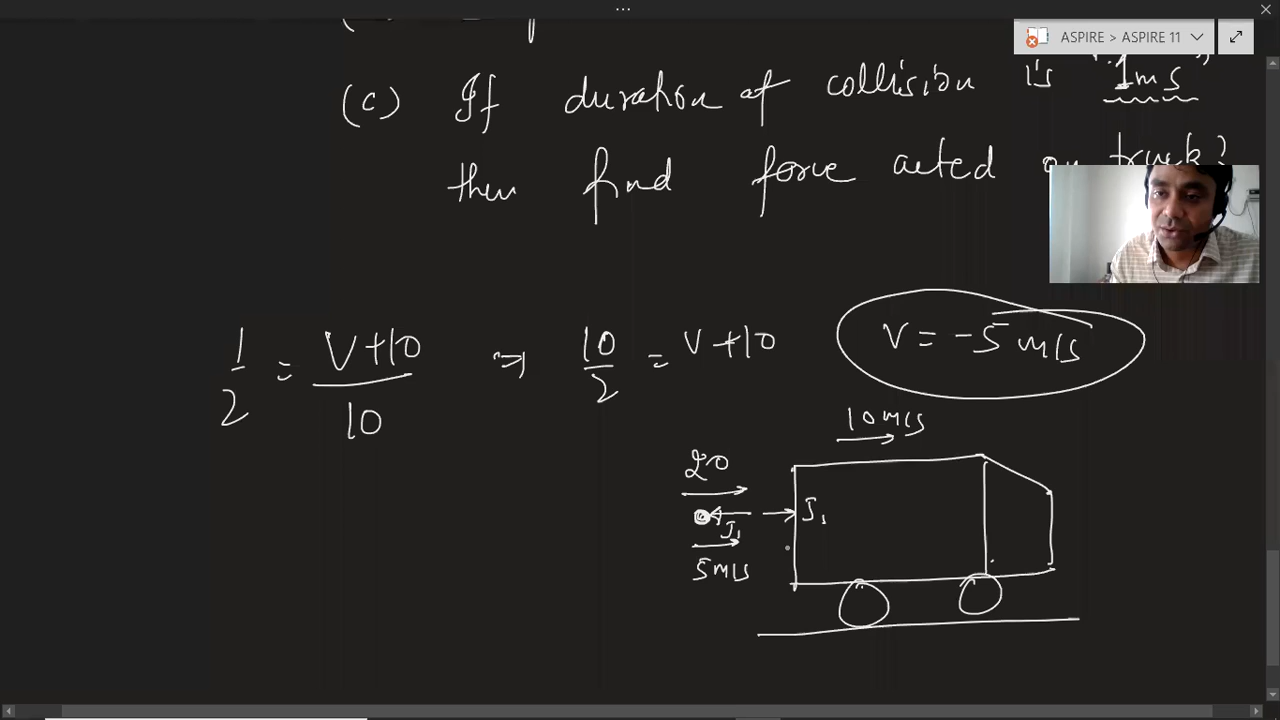 ASPIRE > ASPIRE 11
(c) If duration of collision is "1ms"
then find force acted on truck?
1/2 = V+10/10 ⇒ 10/2 = V+10 V = -5 m/s
10 m/s
20
J₁ J₁
5 m/s